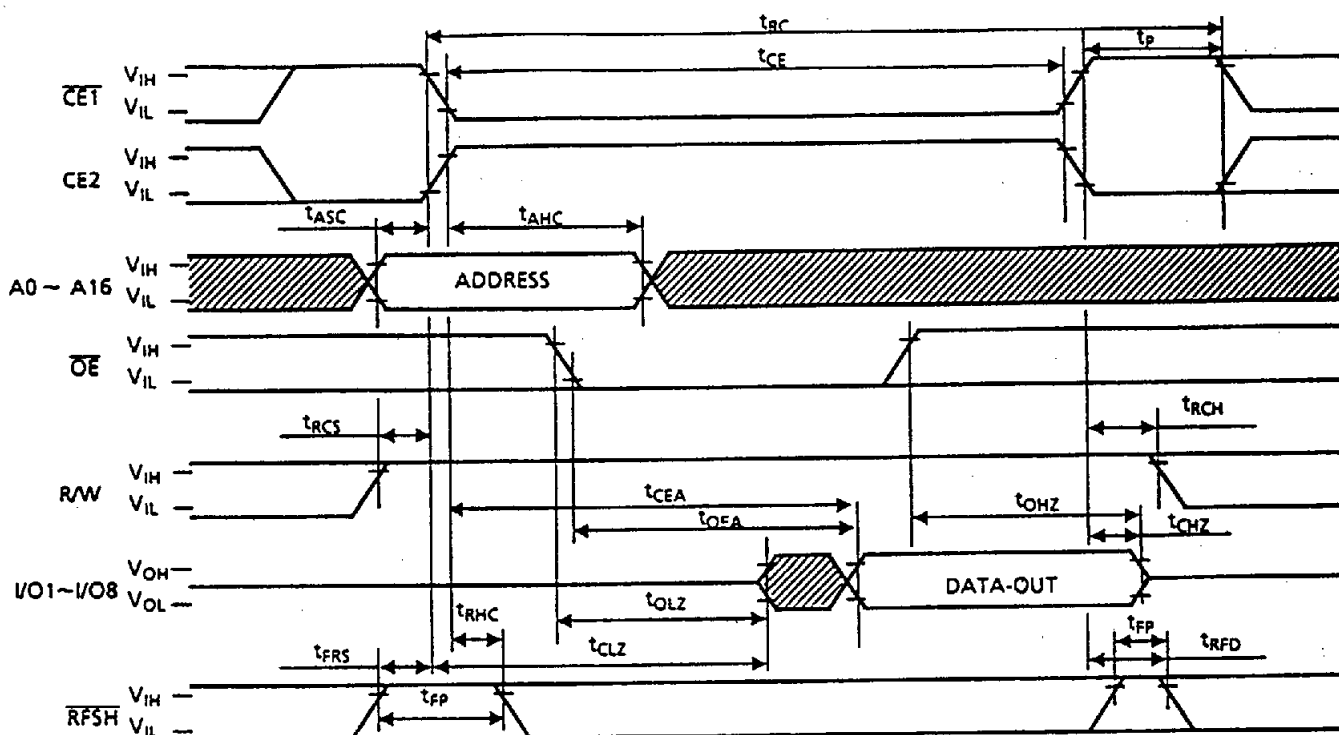 tRC
tP
tCE
CE1 VIH
VIL
CE2 VIH
VIL
tASC tAHC
A0 ~ A16 VIH
VIL
ADDRESS
OE VIH
VIL
tRCS tRCH
R/W VIH
VIL
tCEA
tOEA tOHZ
tCHZ
I/O1~I/O8 VOH
VOL
DATA-OUT
tRHC tOLZ
tFP
tFRS tCLZ tRFD
tFP
RFSH VIH
VIL